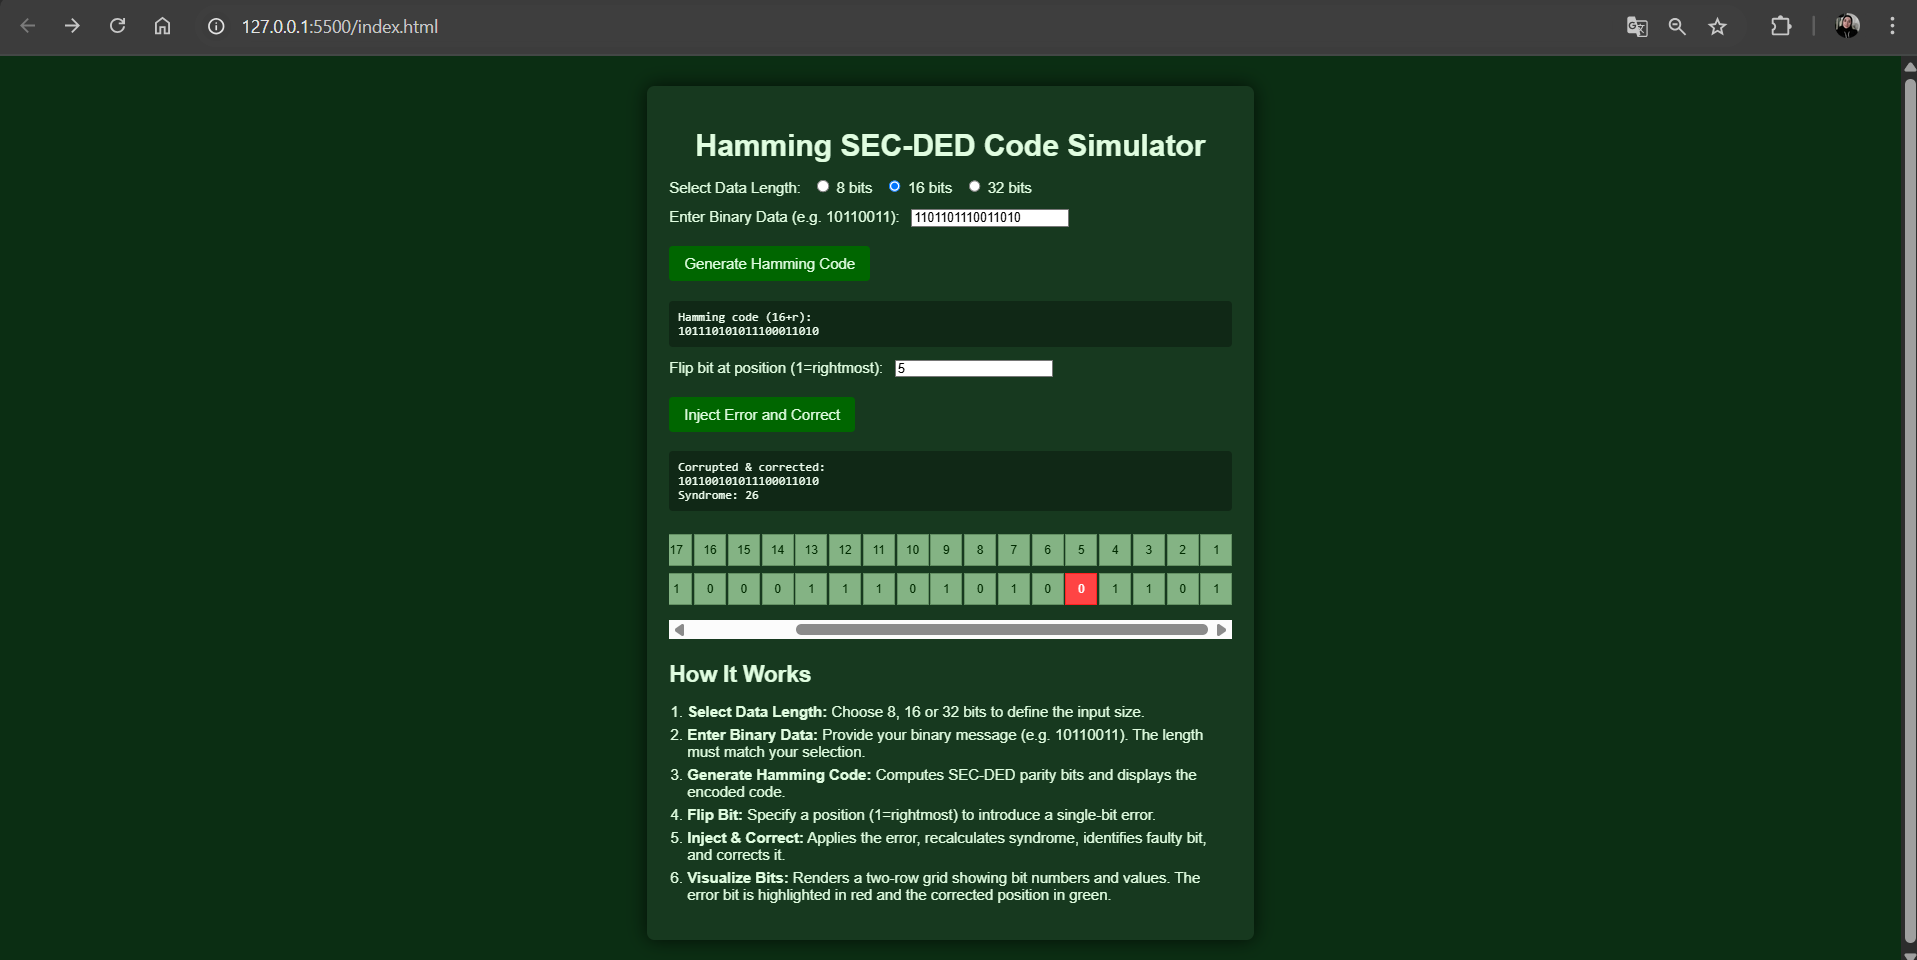 127.0.0.1:5500/index.html
Hamming SEC-DED Code Simulator
Select Data Length: 8 bits 16 bits 32 bits
Enter Binary Data (e.g. 10110011): 1101101110011010
Generate Hamming Code
Hamming code (16+r):
101110101011100011010
Flip bit at position (1=rightmost): 5
Inject Error and Correct
Corrupted & corrected:
101100101011100011010
Syndrome: 26
17 16 15 14 13 12 11 10 9 8 7 6 5 4 3 2 1
1 0 0 0 1 1 1 0 1 0 1 0 0 1 1 0 1
How It Works
1. Select Data Length: Choose 8, 16 or 32 bits to define the input size.
2. Enter Binary Data: Provide your binary message (e.g. 10110011). The length
must match your selection.
3. Generate Hamming Code: Computes SEC-DED parity bits and displays the
encoded code.
4. Flip Bit: Specify a position (1=rightmost) to introduce a single-bit error.
5. Inject & Correct: Applies the error, recalculates syndrome, identifies faulty bit,
and corrects it.
6. Visualize Bits: Renders a two-row grid showing bit numbers and values. The
error bit is highlighted in red and the corrected position in green.